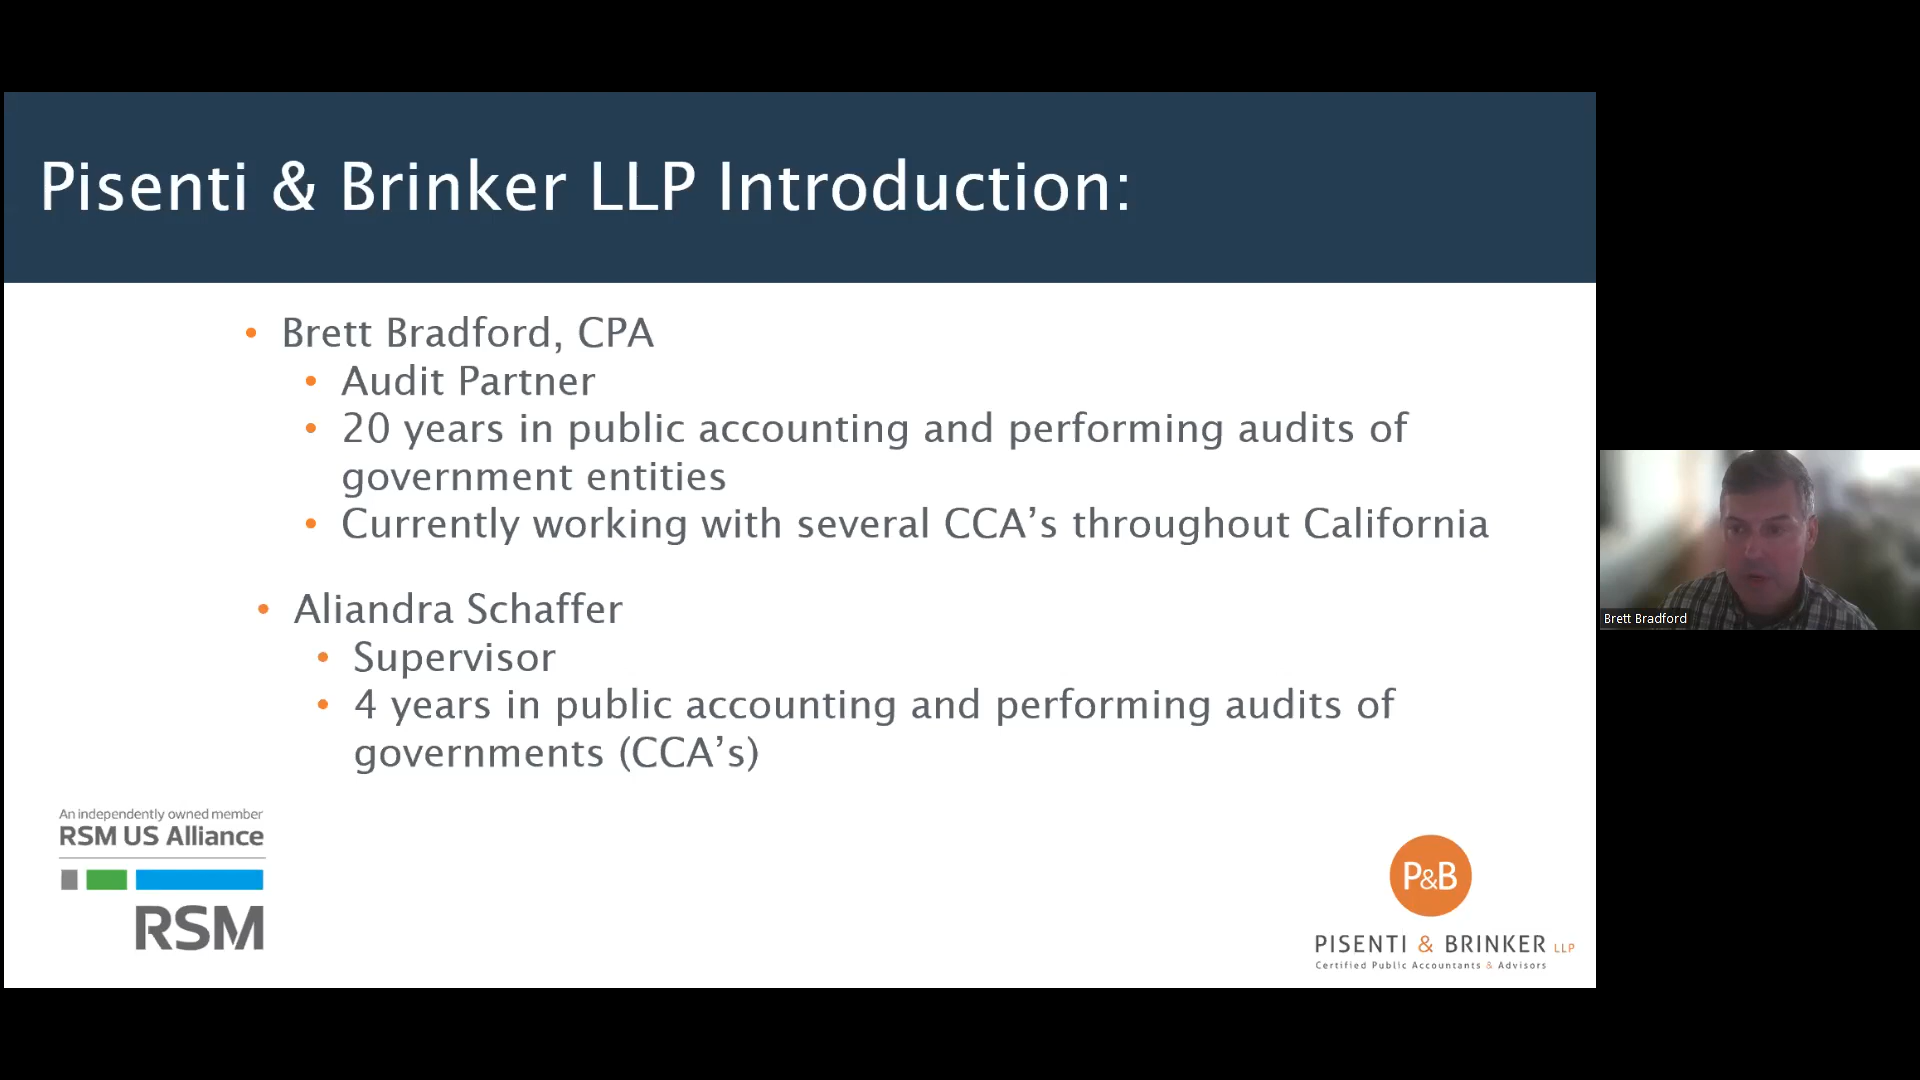 Pisenti & Brinker LLP Introduction:
• Brett Bradford, CPA
• Audit Partner
• 20 years in public accounting and performing audits of
government entities
• Currently working with several CCA’s throughout California
• Aliandra Schaffer
• Supervisor
• 4 years in public accounting and performing audits of
governments (CCA’s)
An independently owned member
RSM US Alliance
RSM
P&B
PISENTI & BRINKER LLP
Certified Public Accountants & Advisors
Brett Bradford